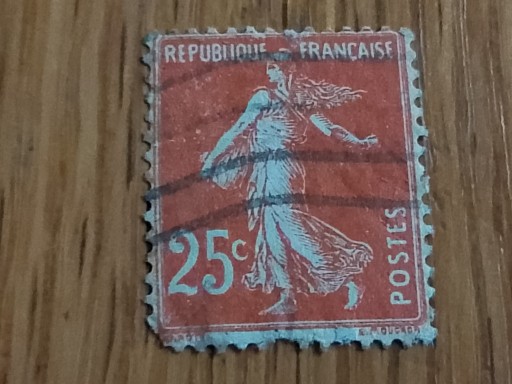 REPUBLIQUE FRANÇAISE
25c
POSTES